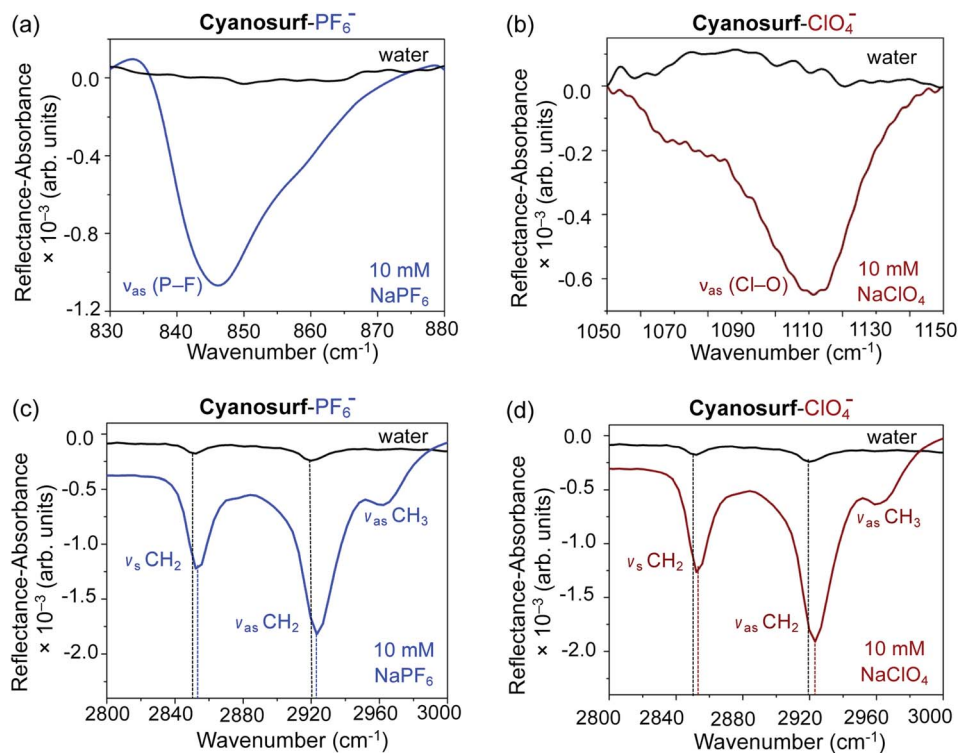 (a) Cyanosurf-PF₆⁻
water
0.0
-0.4
-0.8
-1.2
Reflectance-Absorbance
× 10⁻³ (arb. units)
νas (P–F)
10 mM
NaPF₆
830 840 850 860 870 880
Wavenumber (cm⁻¹)
(b) Cyanosurf-ClO₄⁻
water
0.0
-0.2
-0.4
-0.6
Reflectance-Absorbance
× 10⁻³ (arb. units)
νas (Cl–O)
10 mM
NaClO₄
1050 1070 1090 1110 1130 1150
Wavenumber (cm⁻¹)
(c) Cyanosurf-PF₆⁻
water
0.0
-0.5
-1.0
-1.5
-2.0
Reflectance-Absorbance
× 10⁻³ (arb. units)
νas CH₃
νs CH₂
νas CH₂
10 mM
NaPF₆
2800 2840 2880 2920 2960 3000
Wavenumber (cm⁻¹)
(d) Cyanosurf-ClO₄⁻
water
0.0
-0.5
-1.0
-1.5
-2.0
Reflectance-Absorbance
× 10⁻³ (arb. units)
νas CH₃
νs CH₂
νas CH₂
10 mM
NaClO₄
2800 2840 2880 2920 2960 3000
Wavenumber (cm⁻¹)